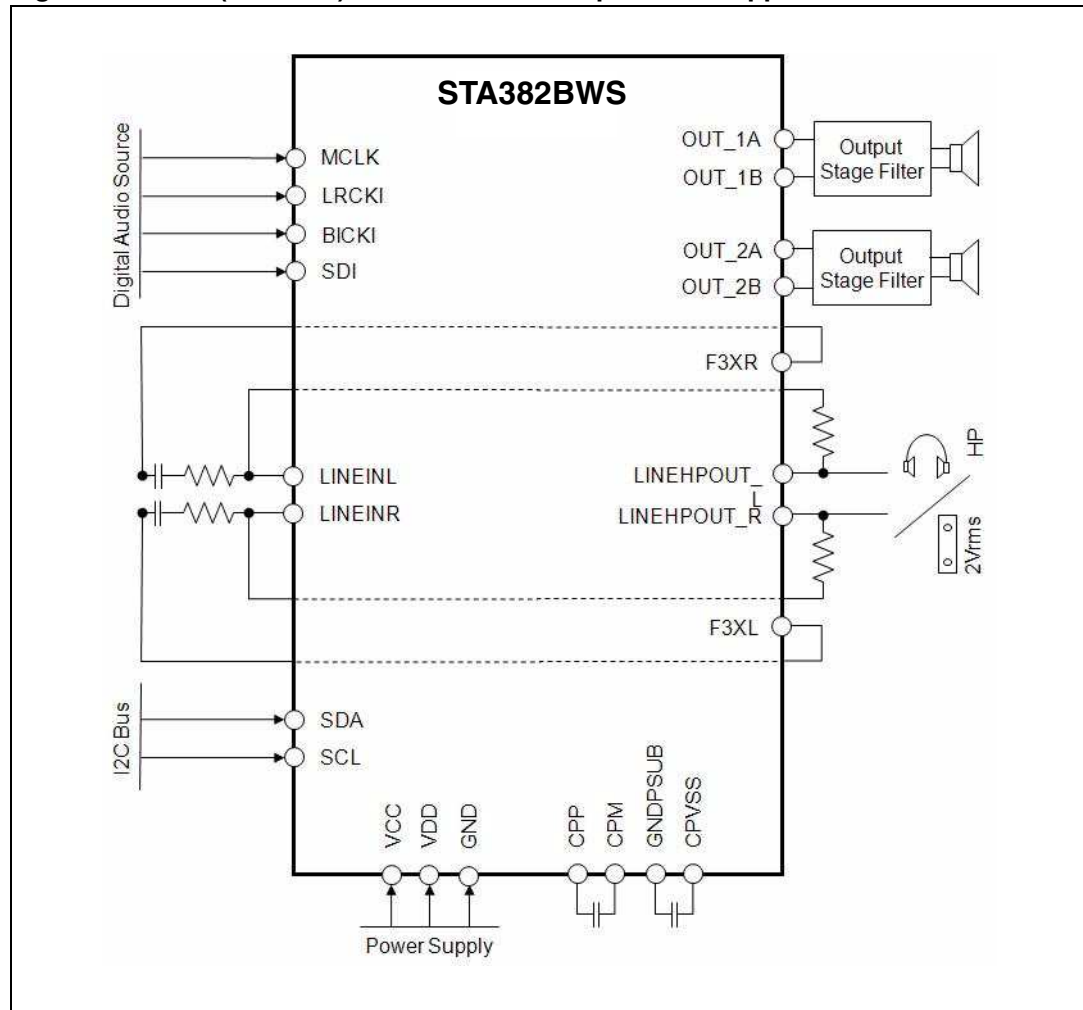 STA382BWS
Digital Audio Source
MCLK
LRCKI
BICKI
SDI
OUT_1A
OUT_1B
Output
Stage Filter
OUT_2A
OUT_2B
Output
Stage Filter
F3XR
LINEINL
LINEINR
LINEHPOUT_
L
LINEHPOUT_R
HP
2Vrms
F3XL
I2C Bus
SDA
SCL
VCC
VDD
GND
CPP
CPM
GNDPSUB
CPVSS
Power Supply